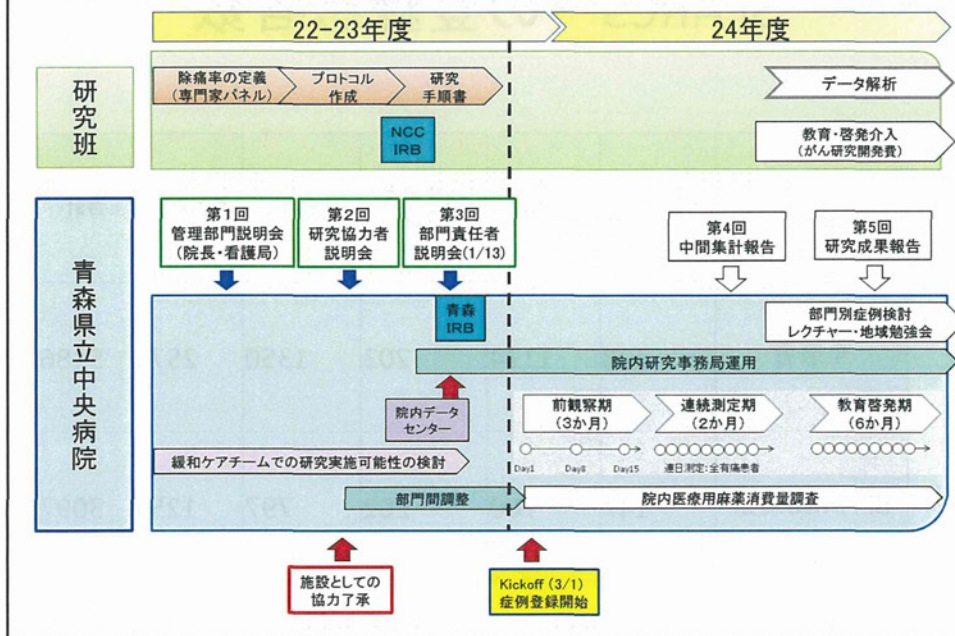 22-23年度
24年度
研究班
除痛率の定義
(専門家パネル)
プロトコル
作成
研究
手順書
データ解析
NCC
IRB
教育・啓発介入
(がん研究開発費)
青森県立中央病院
第1回
管理部門説明会
(院長・看護局)
第2回
研究協力者
説明会
第3回
部門責任者
説明会(1/13)
第4回
中間集計報告
第5回
研究成果報告
青森
IRB
部門別症例検討
レクチャー・地域勉強会
院内研究事務局運用
院内データ
センター
前観察期
(3か月)
連続測定期
(2か月)
教育啓発期
(6か月)
Day1
Day8
Day15
連日測定:全有痛患者
緩和ケアチームでの研究実施可能性の検討
部門間調整
院内医療用麻薬消費量調査
施設としての
協力了承
Kickoff (3/1)
症例登録開始